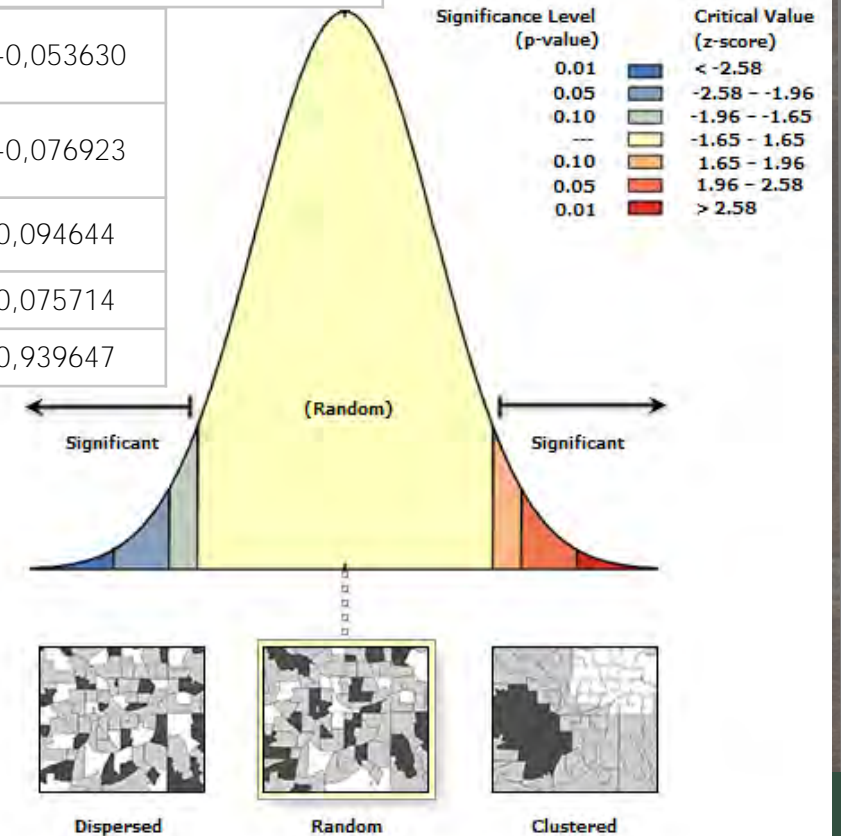 -0,053630
-0,076923
0,094644
0,075714
0,939647
Significance Level
(p-value)
Critical Value
(z-score)
0.01 < -2.58
0.05 -2.58 - -1.96
0.10 -1.96 - -1.65
--- -1.65 - 1.65
0.10 1.65 - 1.96
0.05 1.96 - 2.58
0.01 > 2.58
(Random)
Significant
Significant
Dispersed
Random
Clustered